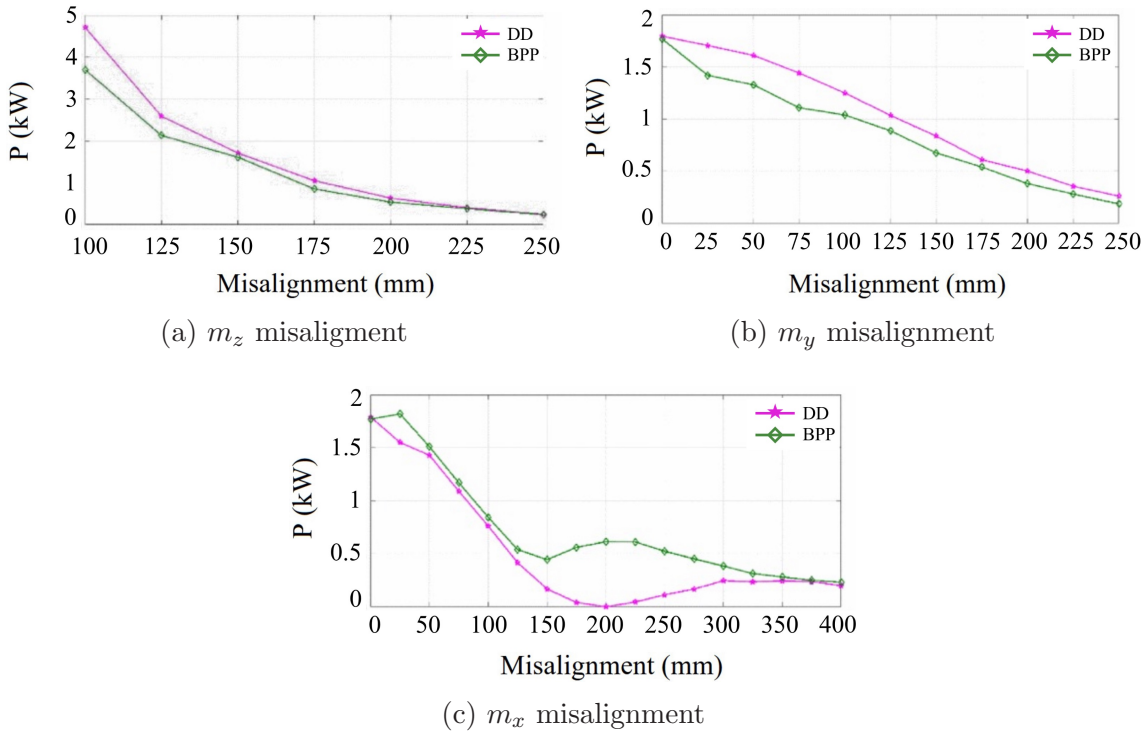 5
4
3
2
1
0
P (kW)
DD
BPP
100 125 150 175 200 225 250
Misalignment (mm)
(a) m_z misaligment
2
1.5
1
0.5
0
P (kW)
DD
BPP
0 25 50 75 100 125 150 175 200 225 250
Misalignment (mm)
(b) m_y misalignment
2
1.5
1
0.5
0
P (kW)
DD
BPP
0 50 100 150 200 250 300 350 400
Misalignment (mm)
(c) m_x misalignment